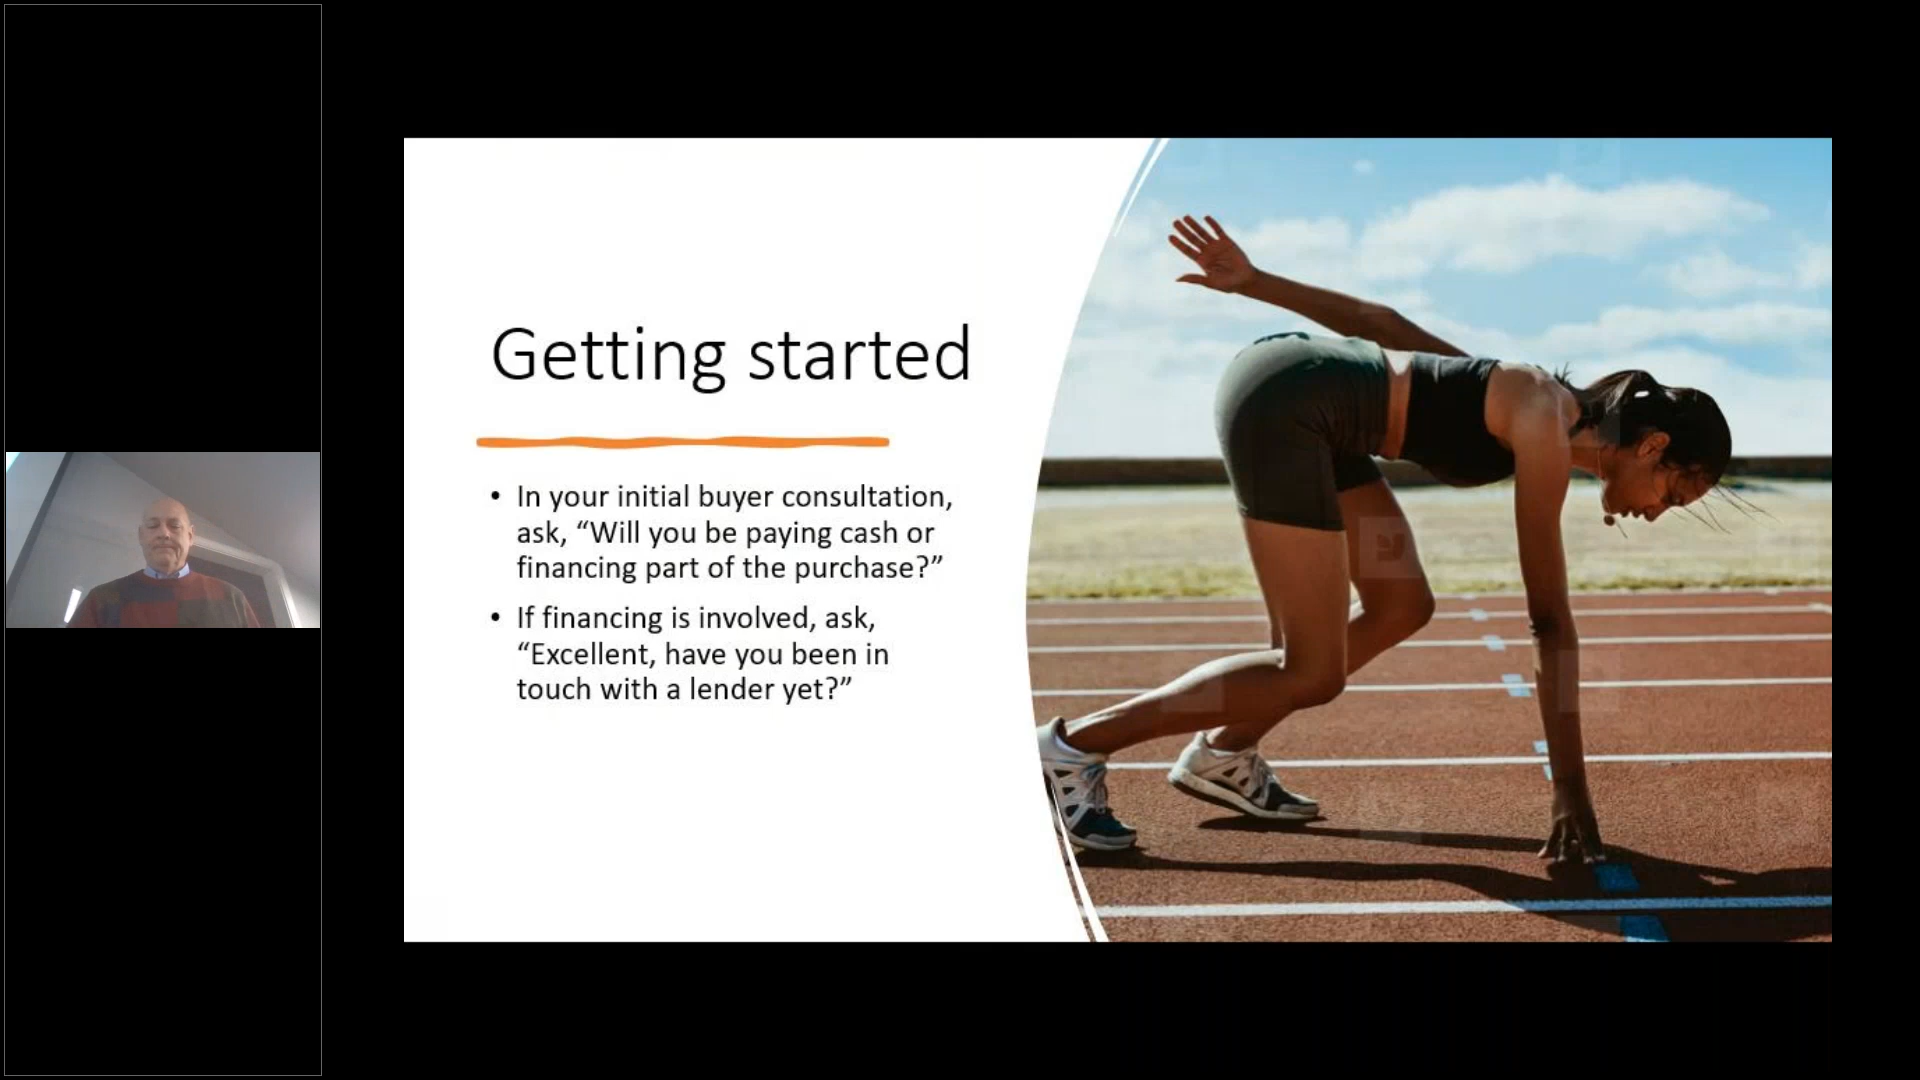 Getting started
• In your initial buyer consultation,
ask, “Will you be paying cash or
financing part of the purchase?”
• If financing is involved, ask,
“Excellent, have you been in
touch with a lender yet?”